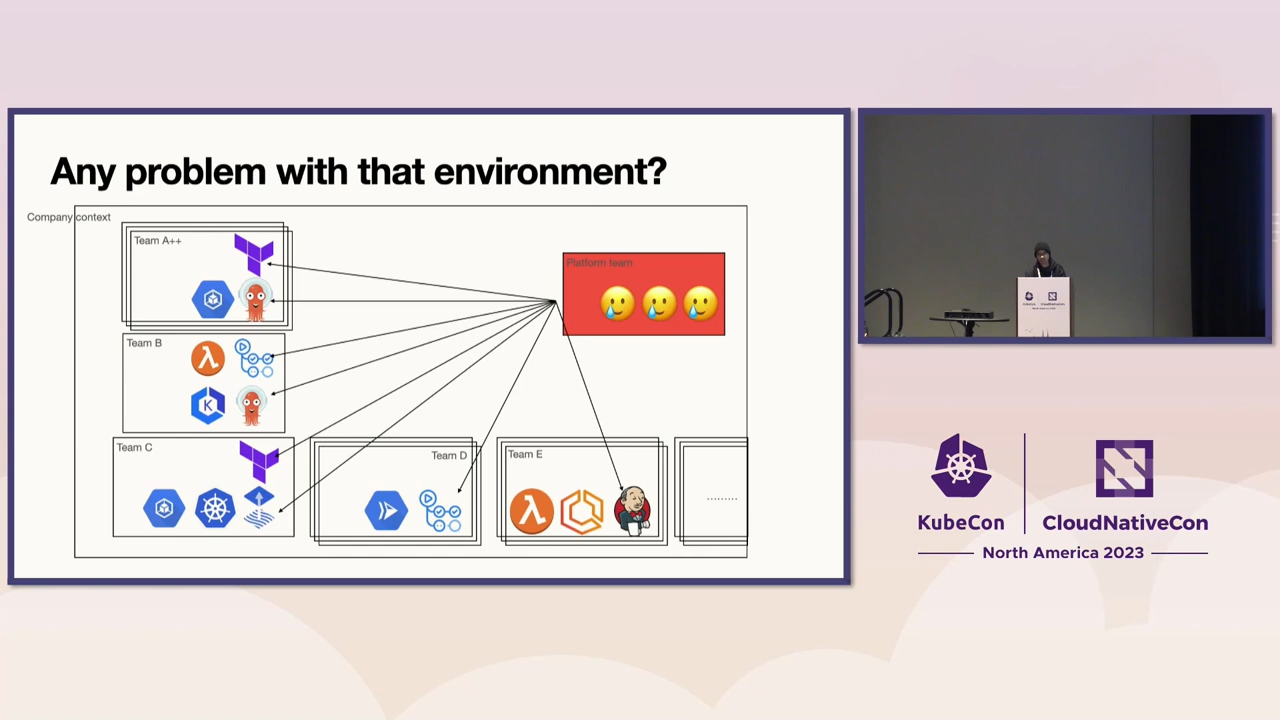 Any problem with that environment?
Company context
Team A++
Platform team
Team B
K
Team C
Team D
Team E
.........
KubeCon
CloudNativeCon
North America 2023